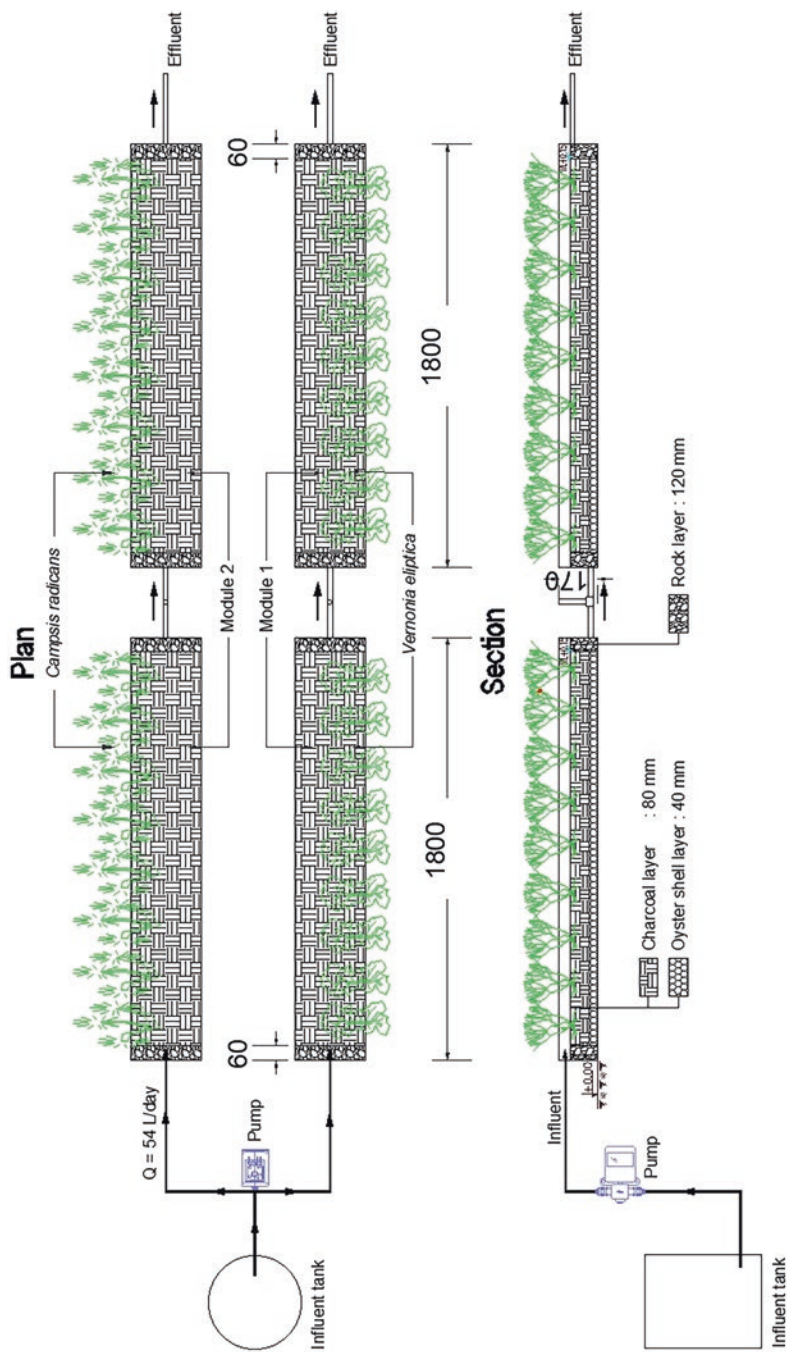 Plan
Campsis radicans
Effluent
Q = 54 L/day
Module 2
60
Pump
Influent tank
60
Module 1
Effluent
Vernonia eliptica
1800
1800
Section
Influent
Effluent
170
±0.00
Pump
Influent tank
Charcoal layer : 80 mm
Oyster shell layer : 40 mm
Rock layer : 120 mm